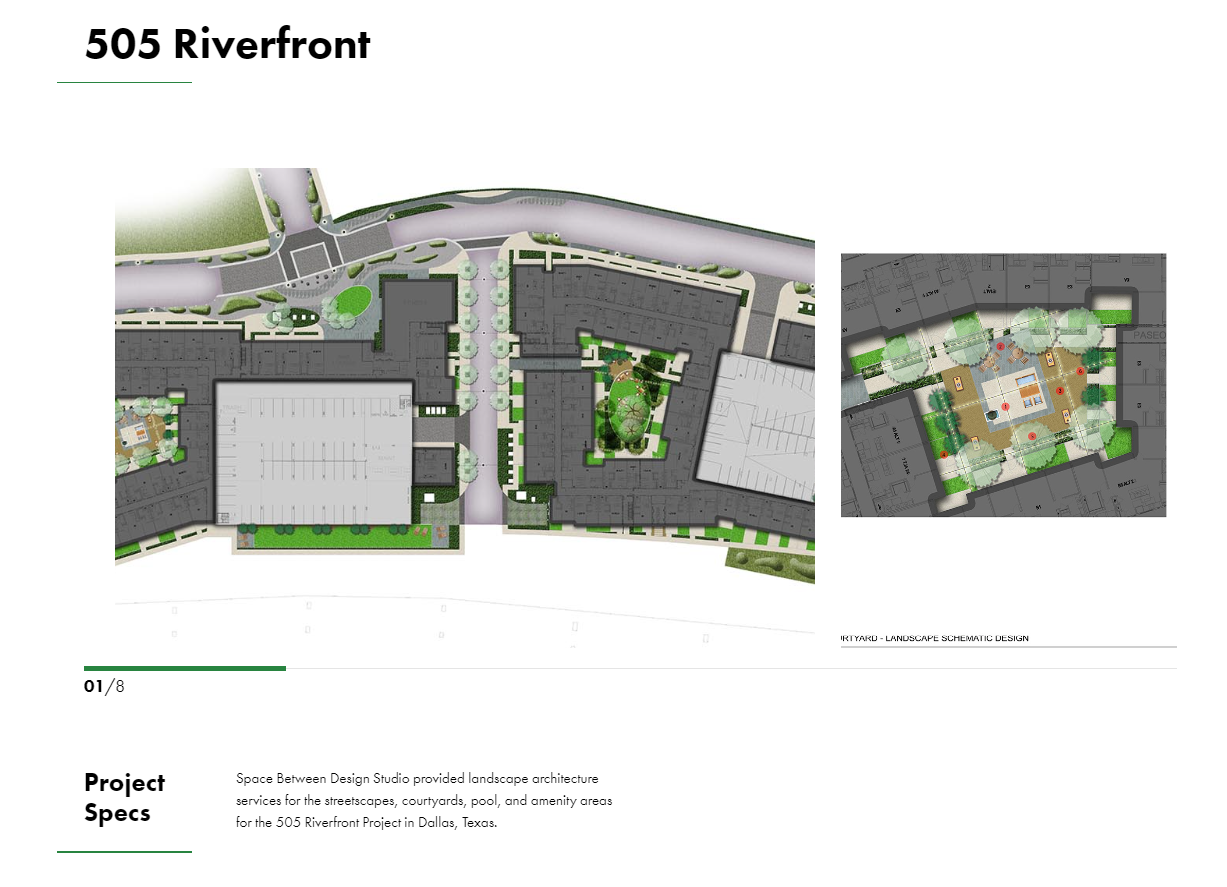 505 Riverfront
PASEO
RTYARD - LANDSCAPE SCHEMATIC DESIGN
01/8
Project
Specs
Space Between Design Studio provided landscape architecture
services for the streetscapes, courtyards, pool, and amenity areas
for the 505 Riverfront Project in Dallas, Texas.